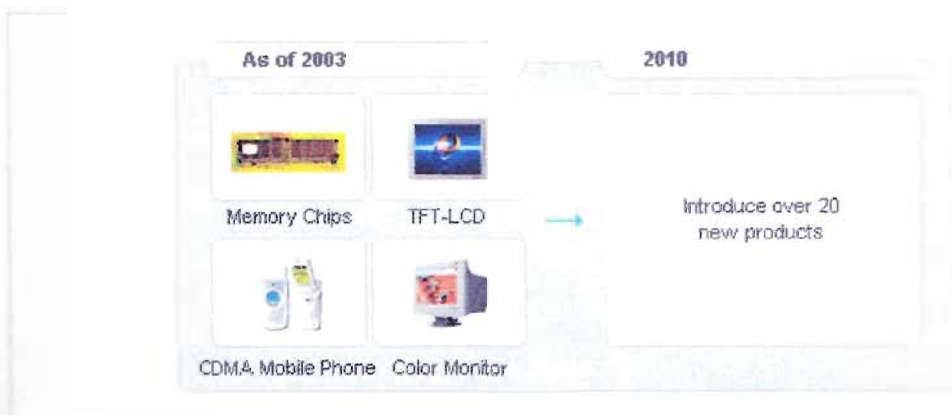 As of 2003
2010
Memory Chips
TFT-LCD
Introduce over 20
new products
CDMA Mobile Phone
Color Monitor